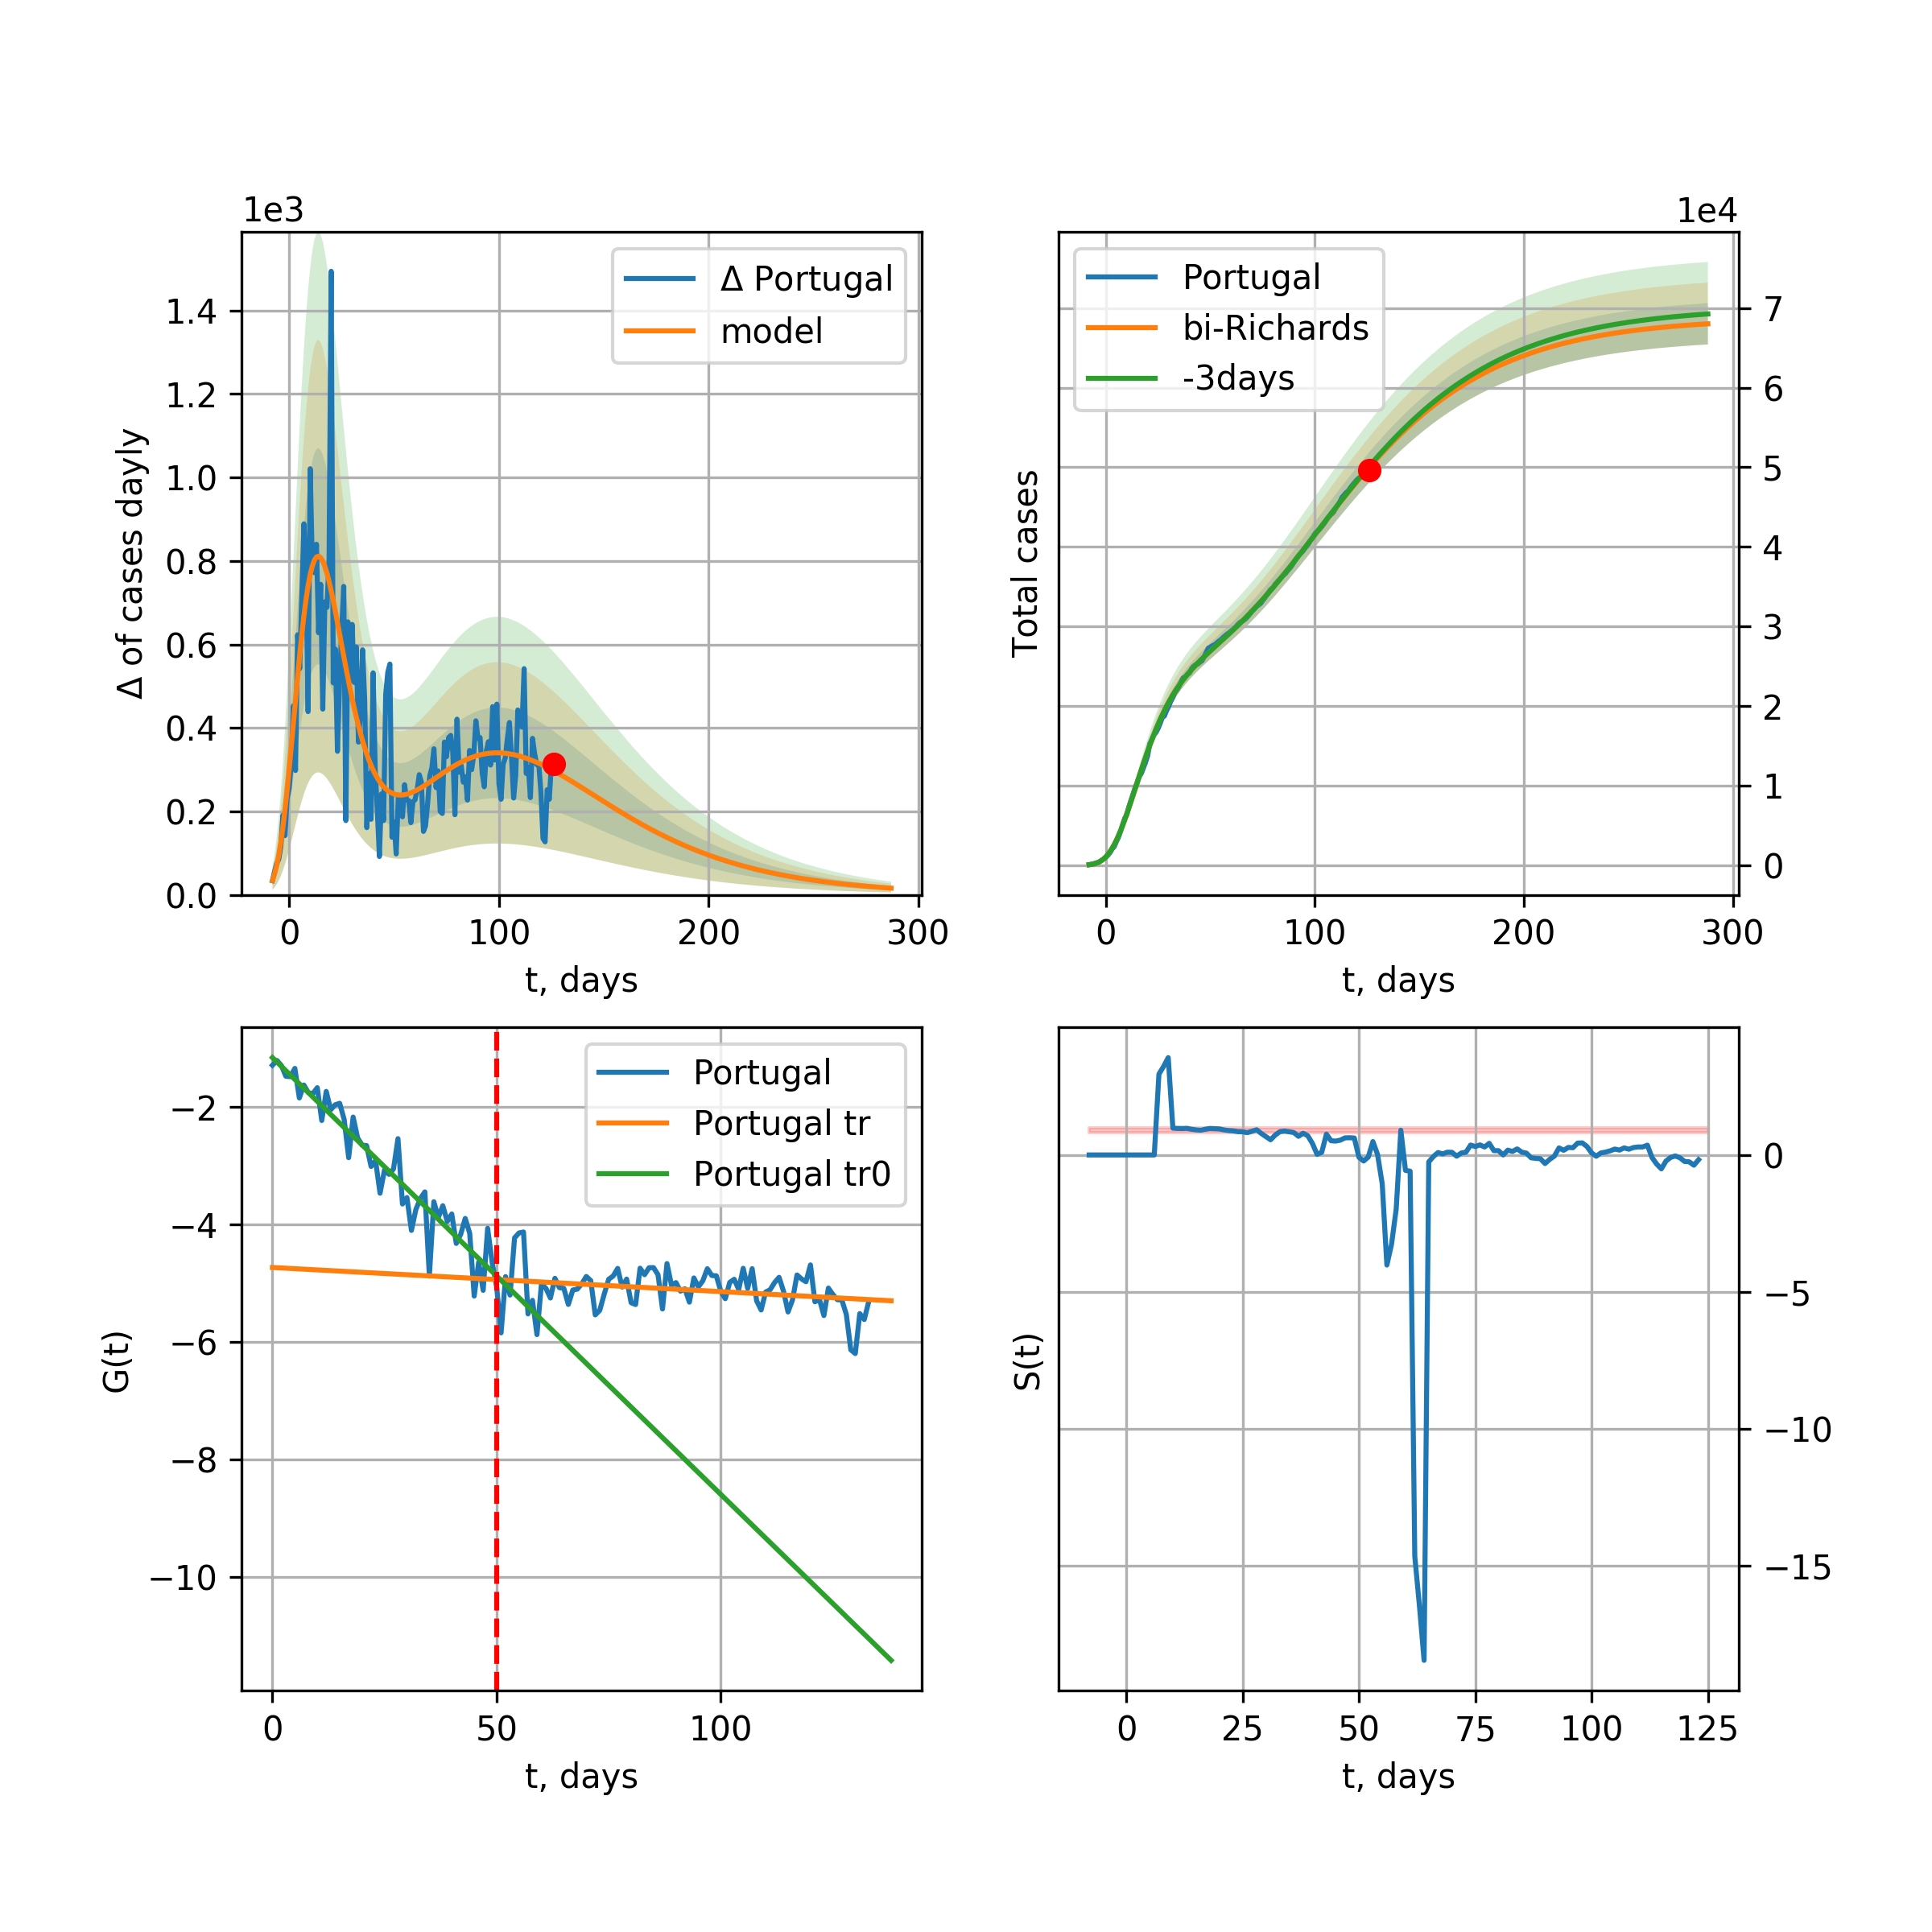 1e3
Δ of cases dayly
1.4
1.2
1.0
0.8
0.6
0.4
0.2
0.0
Δ Portugal
model
0 100 200 300
t, days
1e4
Total cases
Portugal
bi-Richards
-3days
7
6
5
4
3
2
1
0
0 100 200 300
t, days
G(t)
−2
−4
−6
−8
−10
Portugal
Portugal tr
Portugal tr0
0 50 100
t, days
S(t)
0
−5
−10
−15
0 25 50 75 100 125
t, days